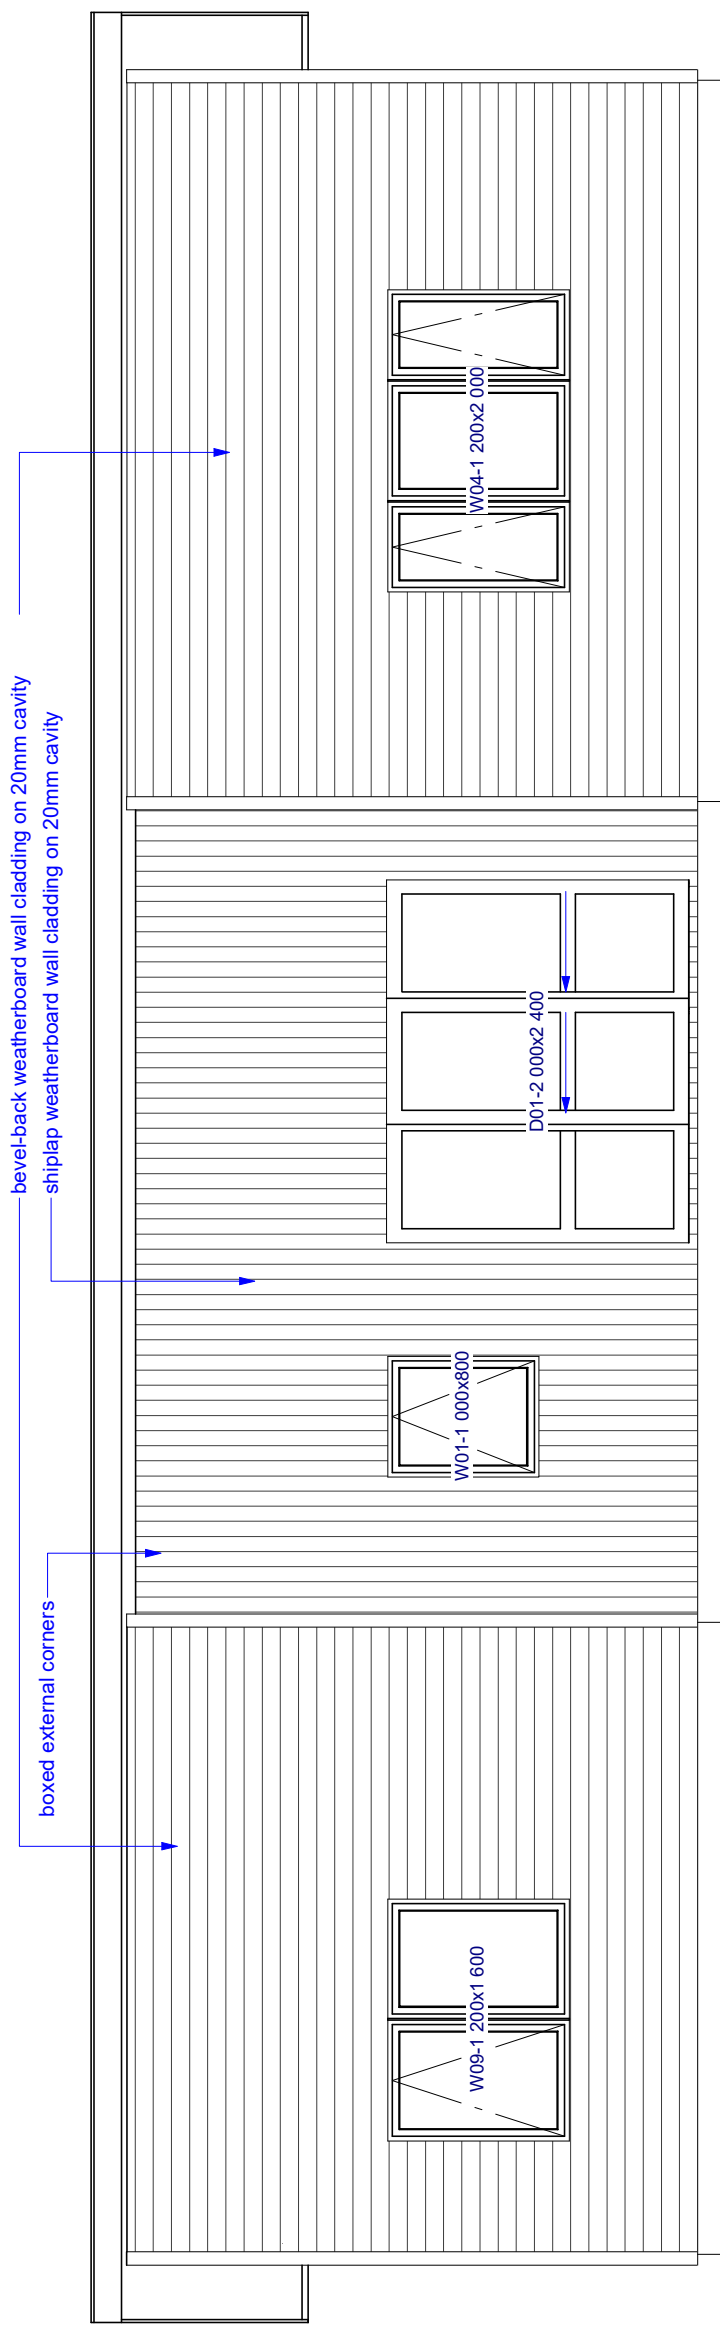 bevel-back weatherboard wall cladding on 20mm cavity
shiplap weatherboard wall cladding on 20mm cavity
boxed external corners
W09-1 200x1 600
W01-1 000x800
D01-2 000x2 400
W04-1 200x2 000